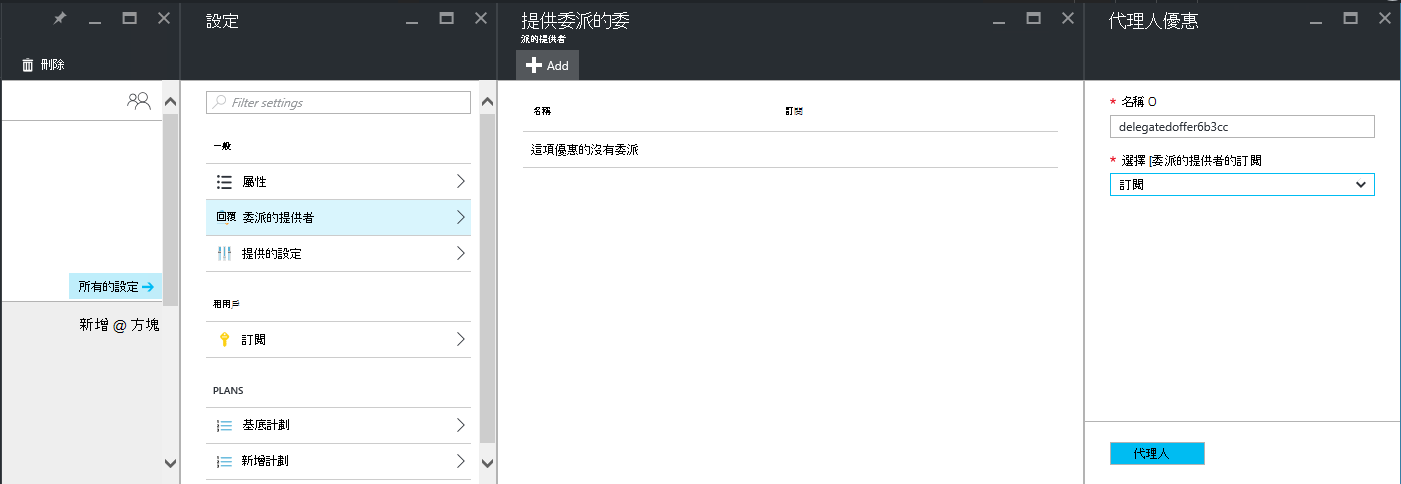 刪除
所有的設定
新增 @ 方塊
設定
Filter settings
一般
屬性
回覆 委派的提供者
提供的設定
租用戶
訂閱
PLANS
基底計劃
新增計劃
提供委派的委
派的提供者
Add
名稱 訂閱
這項優惠的沒有委派
代理人優惠
* 名稱 O
delegatedoffer6b3cc
* 選擇 [委派的提供者的訂閱
訂閱
代理人